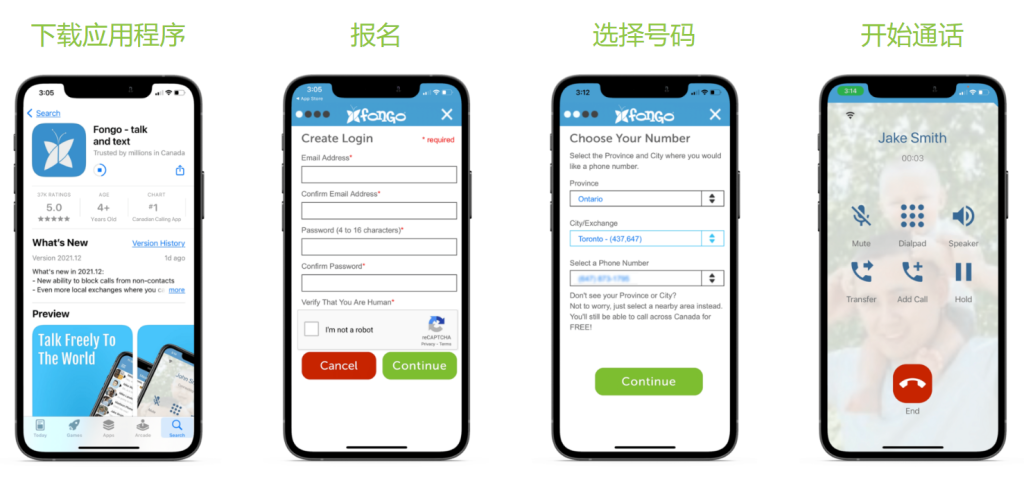 下载应用程序
报名
选择号码
开始通话
3:05
Search
Fongo - talk
and text
Trusted by millions in Canada
37K RATINGS
5.0
AGE
4+
Years Old
CHART
#1
Canadian Calling App
What's New
Version History
Version 2021.12
1d ago
What's new in 2021.12:
- New ability to block calls from non-contacts
- Even more local exchanges where you c
more
Preview
Talk Freely To
The World
Today
Games
Apps
Arcade
Search
3:05
App Store
fongo
Create Login
* required
Email Address*
Confirm Email Address*
Password (4 to 16 characters)*
Confirm Password*
Verify That You Are Human*
I'm not a robot
reCAPTCHA
Privacy - Terms
Cancel
Continue
3:12
fongo
Choose Your Number
Select the Province and City where you would
like a phone number.
Province
Ontario
City/Exchange
Toronto - (437,647)
Select a Phone Number
Don't see your Province or City?
Not to worry, just select a nearby area instead.
You'll still be able to call across Canada for
FREE!
Continue
3:14
Jake Smith
00:03
Mute
Dialpad
Speaker
Transfer
Add Call
Hold
End